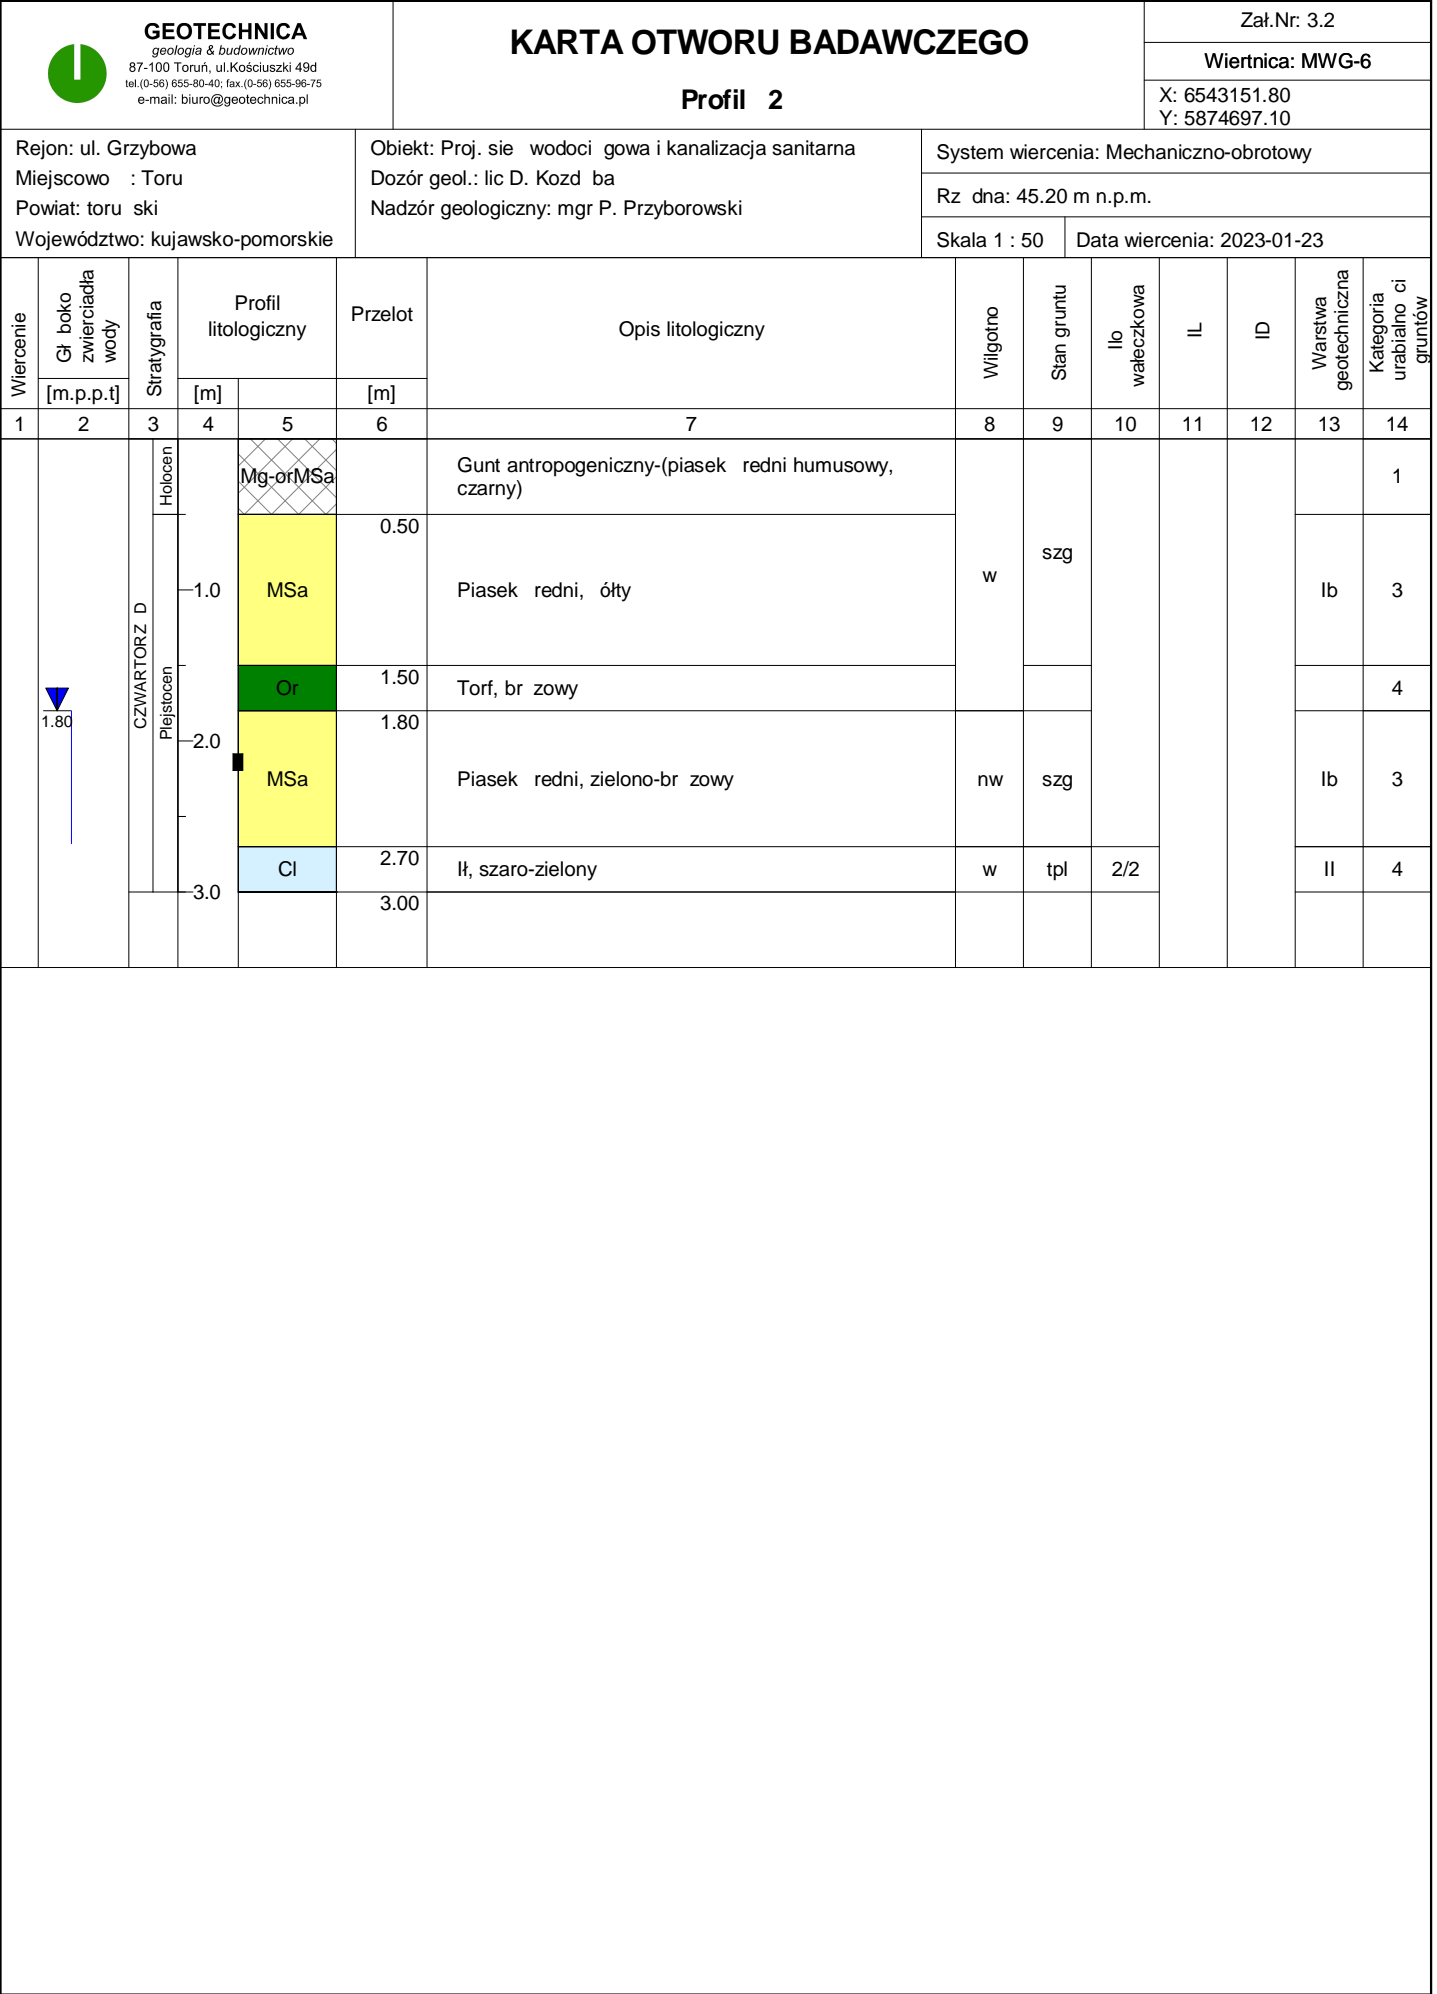 GEOTECHNICA
geologia & budownictwo
87-100 Toruń, ul.Kościuszki 49d
tel.(0-56) 655-80-40; fax.(0-56) 655-96-75
e-mail: biuro@geotechnica.pl
KARTA OTWORU BADAWCZEGO
Profil 2
Zał.Nr: 3.2
Wiertnica: MWG-6
X: 6543151.80
Y: 5874697.10
Rejon: ul. Grzybowa
Miejscowo : Toru
Powiat: toru ski
Województwo: kujawsko-pomorskie
Obiekt: Proj. sie wodoci gowa i kanalizacja sanitarna
Dozór geol.: lic D. Kozd ba
Nadzór geologiczny: mgr P. Przyborowski
System wiercenia: Mechaniczno-obrotowy
Rz dna: 45.20 m n.p.m.
Skala 1 : 50 Data wiercenia: 2023-01-23
Wiercenie
Gł boko
zwierciadła
wody
[m.p.p.t]
Stratygrafia
Profil
litologiczny
[m]
Przelot
[m]
Opis litologiczny
Wilgotno
Stan gruntu
Ilo
wałeczkowa
IL
ID
Warstwa
geotechniczna
Kategoria
urabialno ci
gruntów
1 2 3 4 5 6 7 8 9 10 11 12 13 14
CZWARTORZ D
Holocen
Plejstocen
Mg-orMSa
Gunt antropogeniczny-(piasek redni humusowy,
czarny)
1
0.50
w
szg
1.0
MSa
Piasek redni, ółty
Ib
3
1.50
Or
Torf, br zowy
4
1.80
1.80
2.0
MSa
Piasek redni, zielono-br zowy
nw
szg
Ib
3
2.70
Cl
Ił, szaro-zielony
w
tpl
2/2
II
4
3.0
3.00